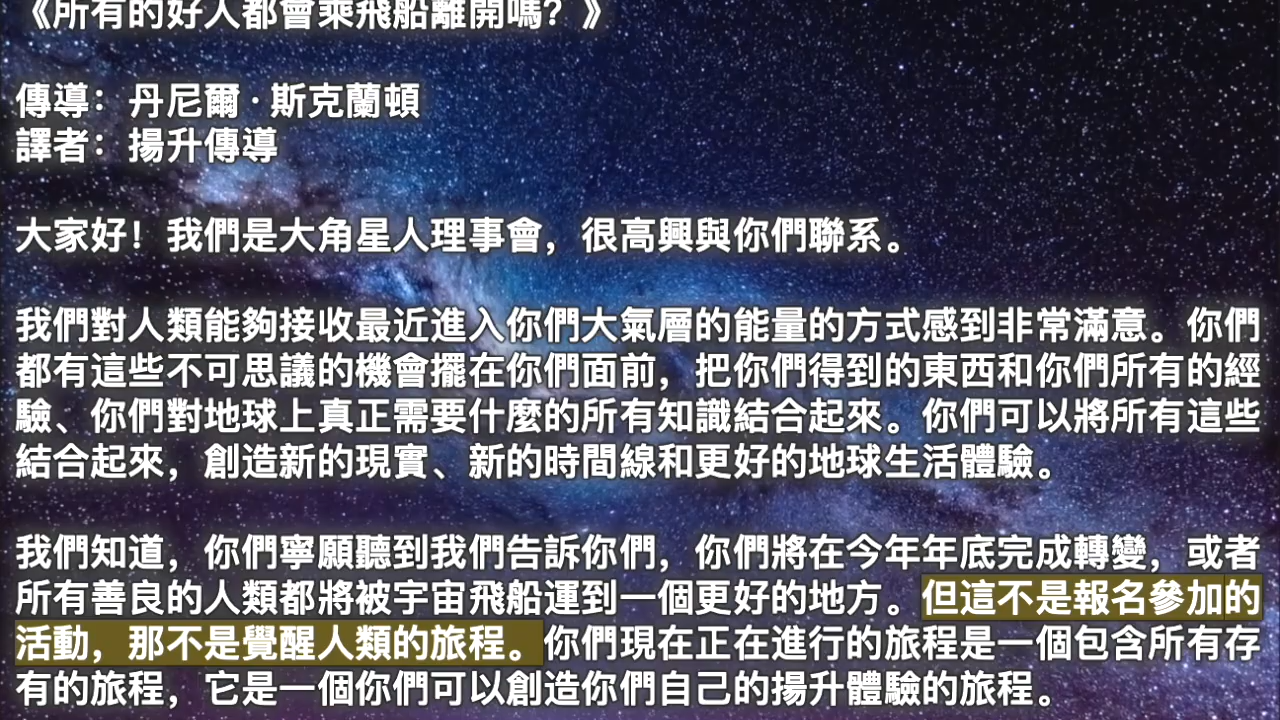 《所有的好人都會乘飛船離開嗎？》
傳導：丹尼爾·斯克蘭頓
譯者：揚升傳導
大家好！我們是大角星人理事會，很高興與你們聯系。
我們對人類能夠接收最近進入你們大氣層的能量的方式感到非常滿意。你們
都有這些不可思議的機會擺在你們面前，把你們得到的東西和你們所有的經
驗、你們對地球上真正需要什麼的所有知識結合起來。你們可以將所有這些
結合起來，創造新的現實、新的時間線和更好的地球生活體驗。
我們知道，你們寧願聽到我們告訴你們，你們將在今年年底完成轉變，或者
所有善良的人類都將被宇宙飛船運到一個更好的地方。但這不是報名參加的
活動，那不是覺醒人類的旅程。你們現在正在進行的旅程是一個包含所有存
有的旅程，它是一個你們可以創造你們自己的揚升體驗的旅程。